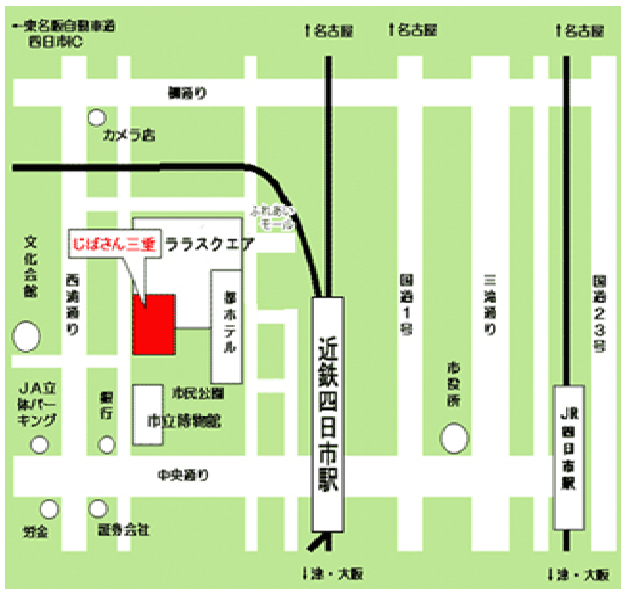 ←東名阪自動車道
四日市IC
↑名古屋
↑名古屋
↑名古屋
カメラ店
ふれあい
モール
じばさん三重
ララスクエア
文化会館
西浦通り
都ホテル
国道1号
三滝通り
国道23号
近鉄四日市駅
市役所
JA立
体パー
キング
銀行
市民公園
市立博物館
JR四日市駅
中央通り
労金
証券会社
↓津・大阪
↓津・大阪